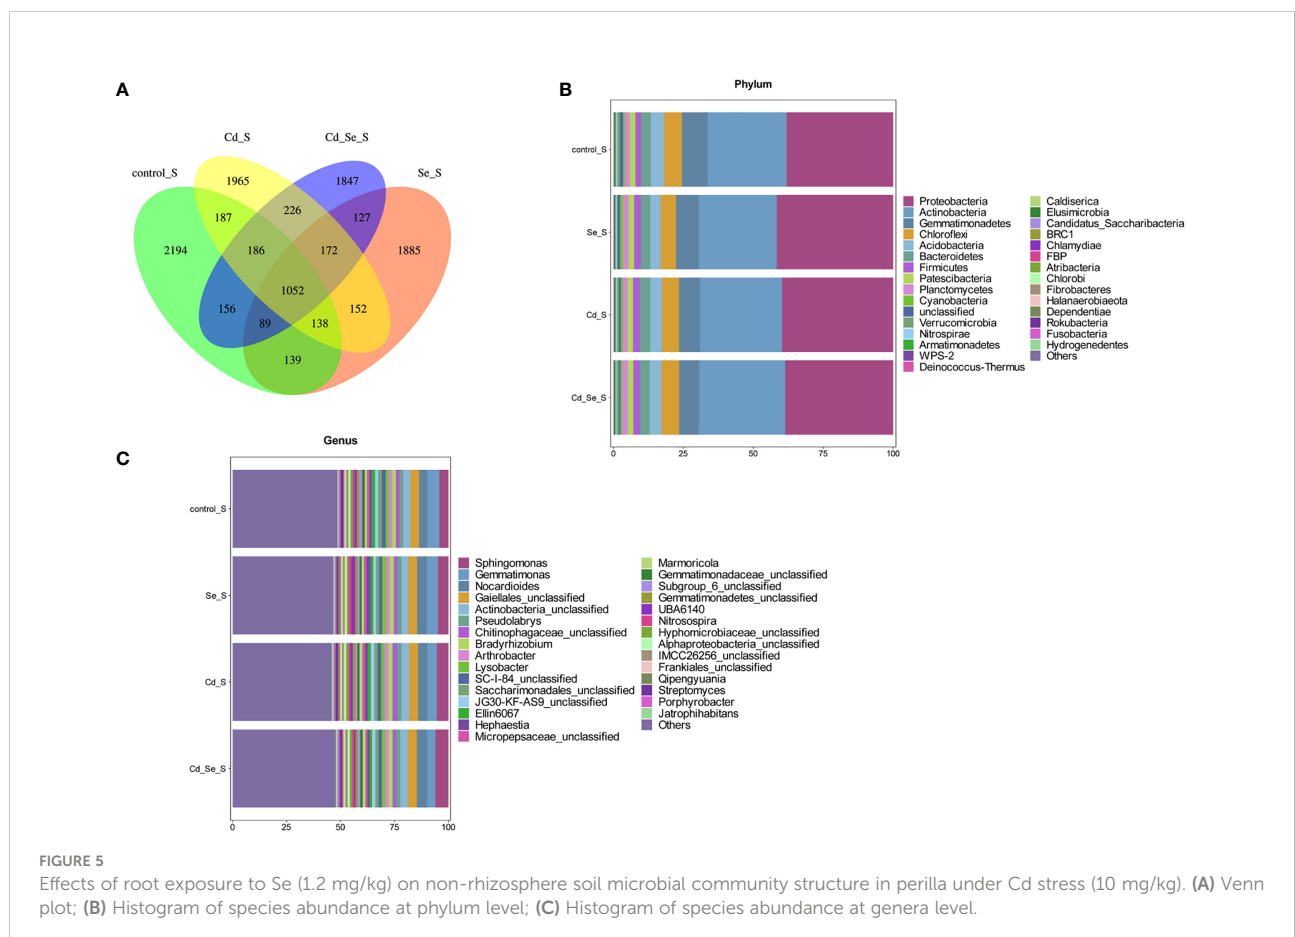 A
Cd_S
Cd_Se_S
control_S
Se_S
1965
1847
2194
187
226
127
1885
186
172
1052
156
152
89
138
139
B
Phylum
control_S
Se_S
Cd_S
Cd_Se_S
0
25
50
75
100
Proteobacteria
Actinobacteria
Gemmatimonadetes
Chloroflexi
Acidobacteria
Bacteroidetes
Firmicutes
Patescibacteria
Planctomycetes
Cyanobacteria
unclassified
Verrucomicrobia
Nitrospirae
Armatimonadetes
WPS-2
Deinococcus-Thermus
Caldiserica
Elusimicrobia
Candidatus_Saccharibacteria
BRC1
Chlamydiae
FBP
Atribacteria
Chlorobi
Fibrobacteres
Halanaerobiaeota
Dependentiae
Rokubacteria
Fusobacteria
Hydrogenedentes
Others
C
Genus
control_S
Se_S
Cd_S
Cd_Se_S
0
25
50
75
100
Sphingomonas
Gemmatimonas
Nocardioides
Gaiellales_unclassified
Actinobacteria_unclassified
Pseudolabrys
Chitinophagaceae_unclassified
Bradyrhizobium
Arthrobacter
Lysobacter
SC-I-84_unclassified
Saccharimonadales_unclassified
JG30-KF-AS9_unclassified
Ellin6067
Hephaestia
Micropepsaceae_unclassified
Marmoricola
Gemmatimonadaceae_unclassified
Subgroup_6_unclassified
Gemmatimonadetes_unclassified
UBA6140
Nitrosospira
Hyphomicrobiaceae_unclassified
Alphaproteobacteria_unclassified
IMCC26256_unclassified
Frankiales_unclassified
Qipengyuania
Streptomyces
Porphyrobacter
Jatrophihabitans
Others
FIGURE 5
Effects of root exposure to Se (1.2 mg/kg) on non-rhizosphere soil microbial community structure in perilla under Cd stress (10 mg/kg). (A) Venn
plot; (B) Histogram of species abundance at phylum level; (C) Histogram of species abundance at genera level.